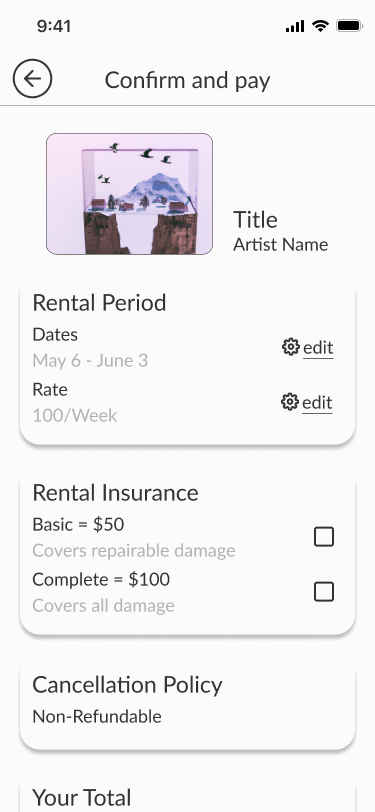 9:41
Confirm and pay
Title
Artist Name
Rental Period
Dates
May 6 - June 3
edit
Rate
100/Week
edit
Rental Insurance
Basic = $50
Covers repairable damage
Complete = $100
Covers all damage
Cancellation Policy
Non-Refundable
Your Total